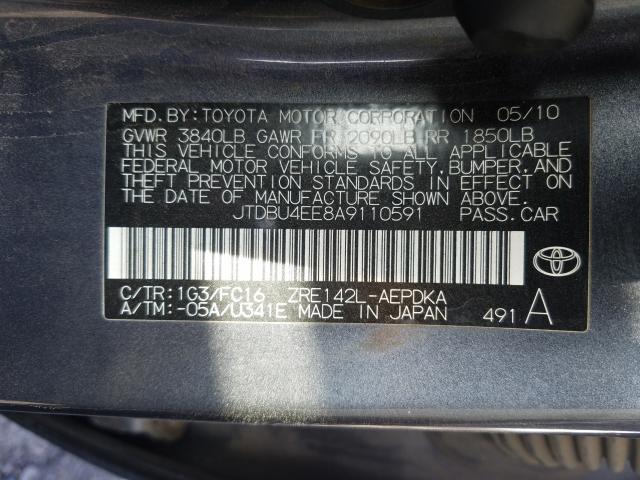 MFD. BY: TOYOTA MOTOR CORPORATION 05/10
GVWR 3840LB GAWR FR 2090LB RR 1850LB
THIS VEHICLE CONFORMS TO ALL APPLICABLE
FEDERAL MOTOR VEHICLE SAFETY, BUMPER, AND
THEFT PREVENTION STANDARDS IN EFFECT ON
THE DATE OF MANUFACTURE SHOWN ABOVE.
JTDBU4EE8A9110591 PASS.CAR
C/TR: 1G3/FC16 ZRE142L-AEPDKA
A/TM: -05A/U341E MADE IN JAPAN 491 A